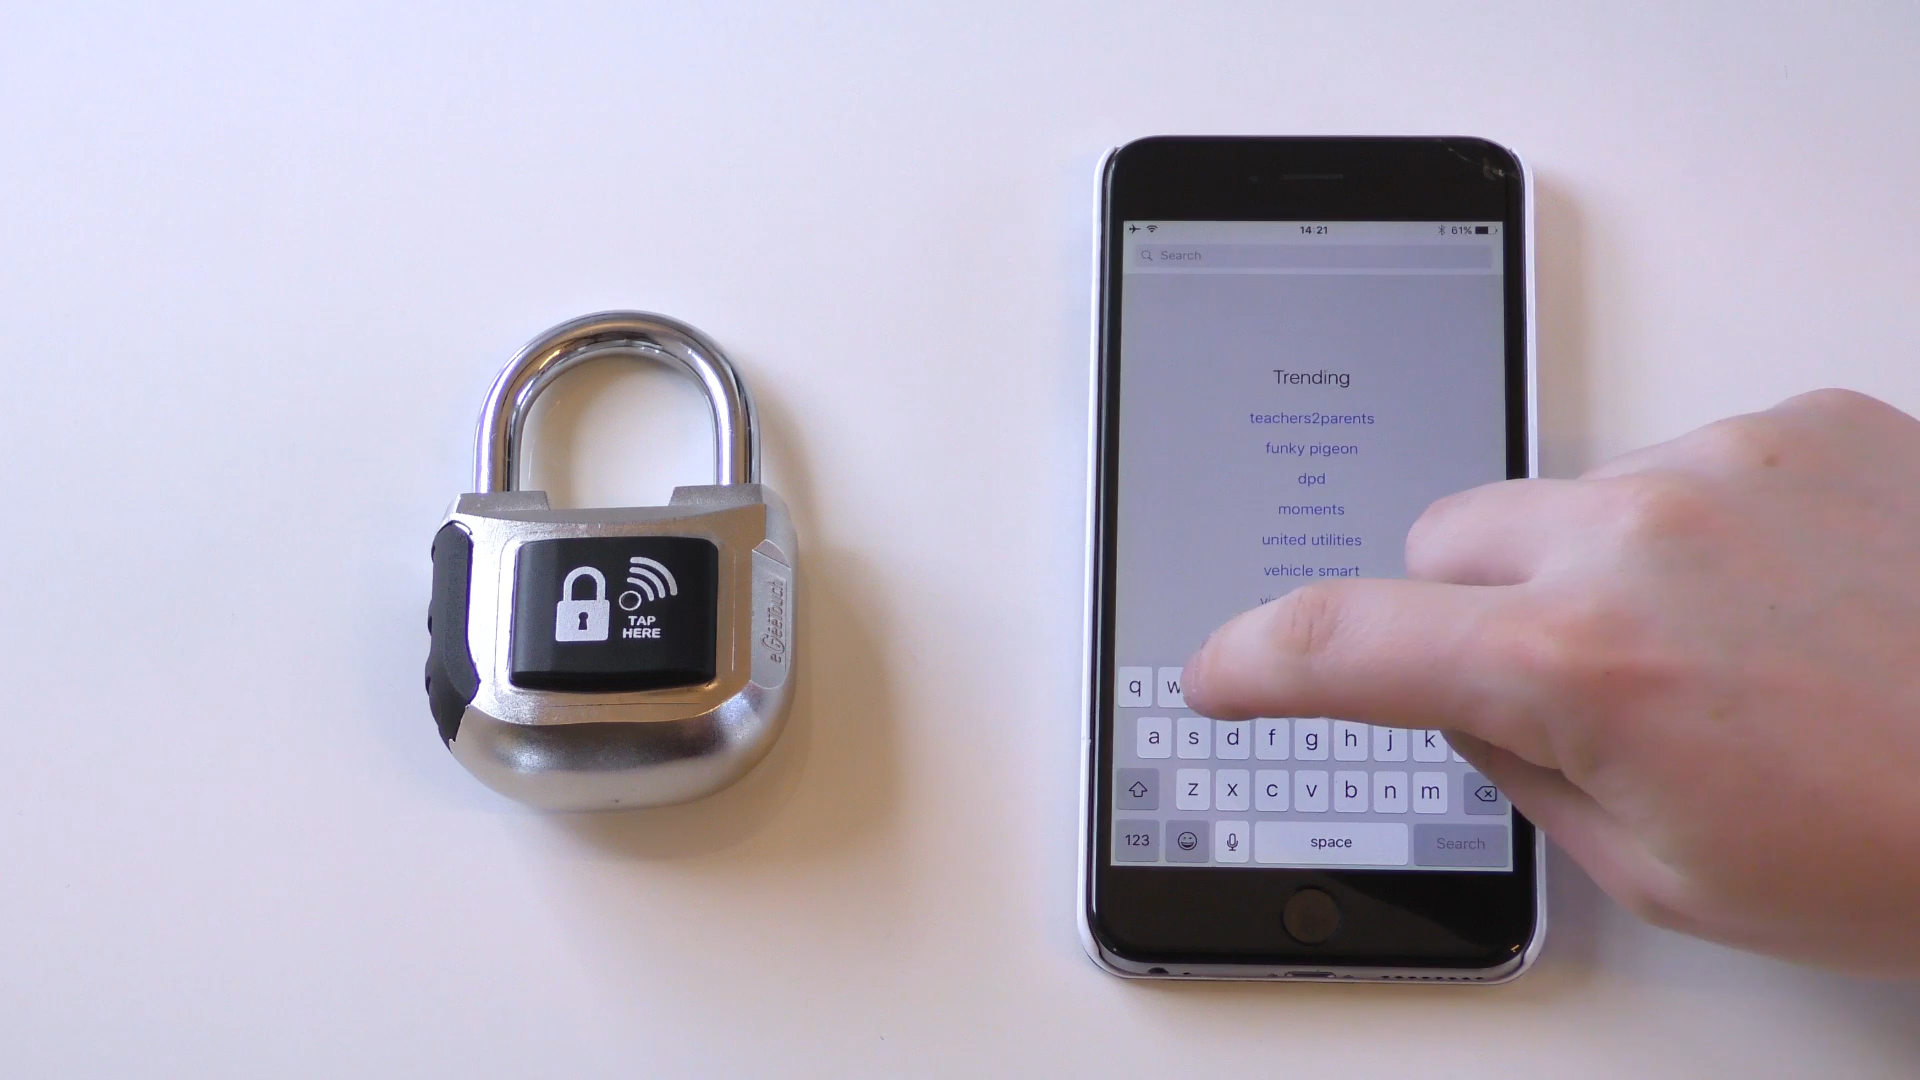 TAP
HERE
eGeeTouch
14:21
61%
Search
Trending
teachers2parents
funky pigeon
dpd
moments
united utilities
vehicle smart
q w
a s d f g h j k
z x c v b n m
123 space Search